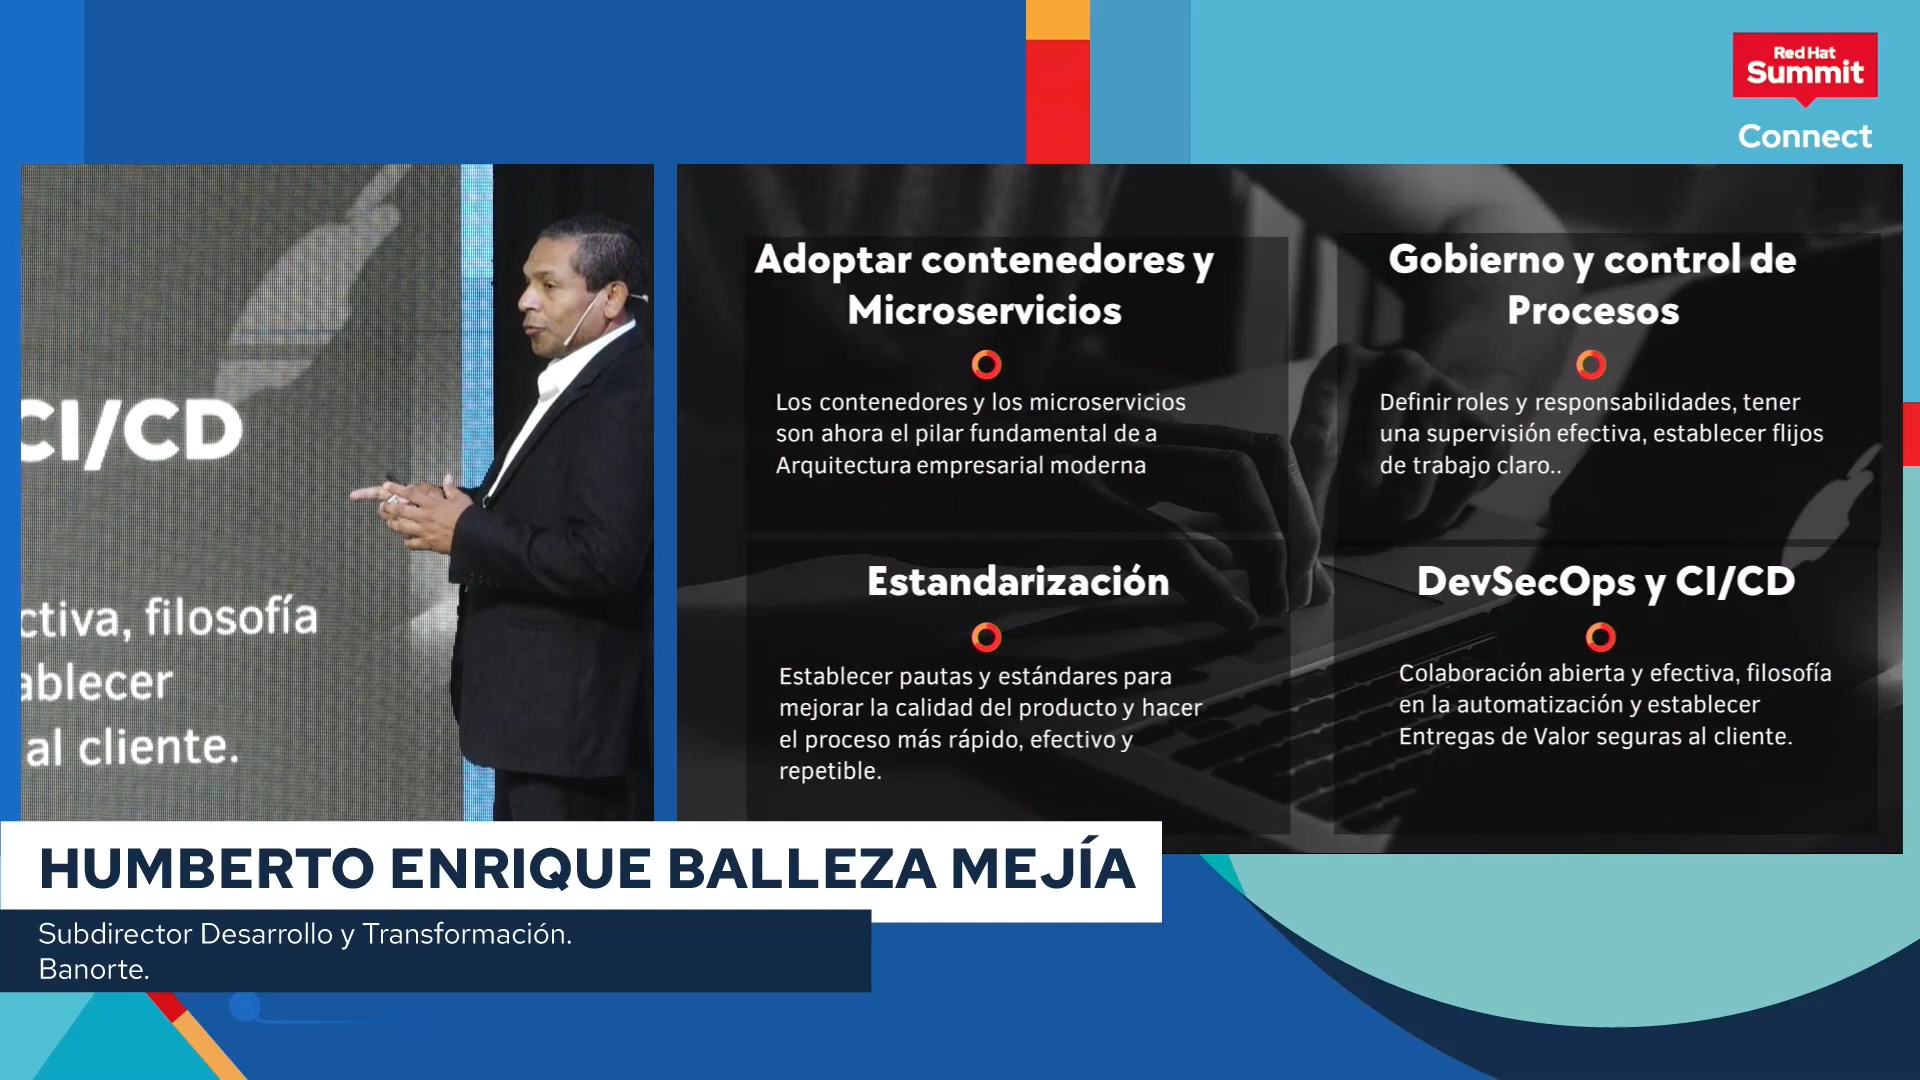 Red Hat
Summit
Connect
CI/CD
ctiva, filosofía
ablecer
al cliente.
Adoptar contenedores y
Microservicios
Los contenedores y los microservicios
son ahora el pilar fundamental de a
Arquitectura empresarial moderna
Gobierno y control de
Procesos
Definir roles y responsabilidades, tener
una supervisión efectiva, establecer flijos
de trabajo claro..
Estandarización
Establecer pautas y estándares para
mejorar la calidad del producto y hacer
el proceso más rápido, efectivo y
repetible.
DevSecOps y CI/CD
Colaboración abierta y efectiva, filosofía
en la automatización y establecer
Entregas de Valor seguras al cliente.
HUMBERTO ENRIQUE BALLEZA MEJÍA
Subdirector Desarrollo y Transformación.
Banorte.